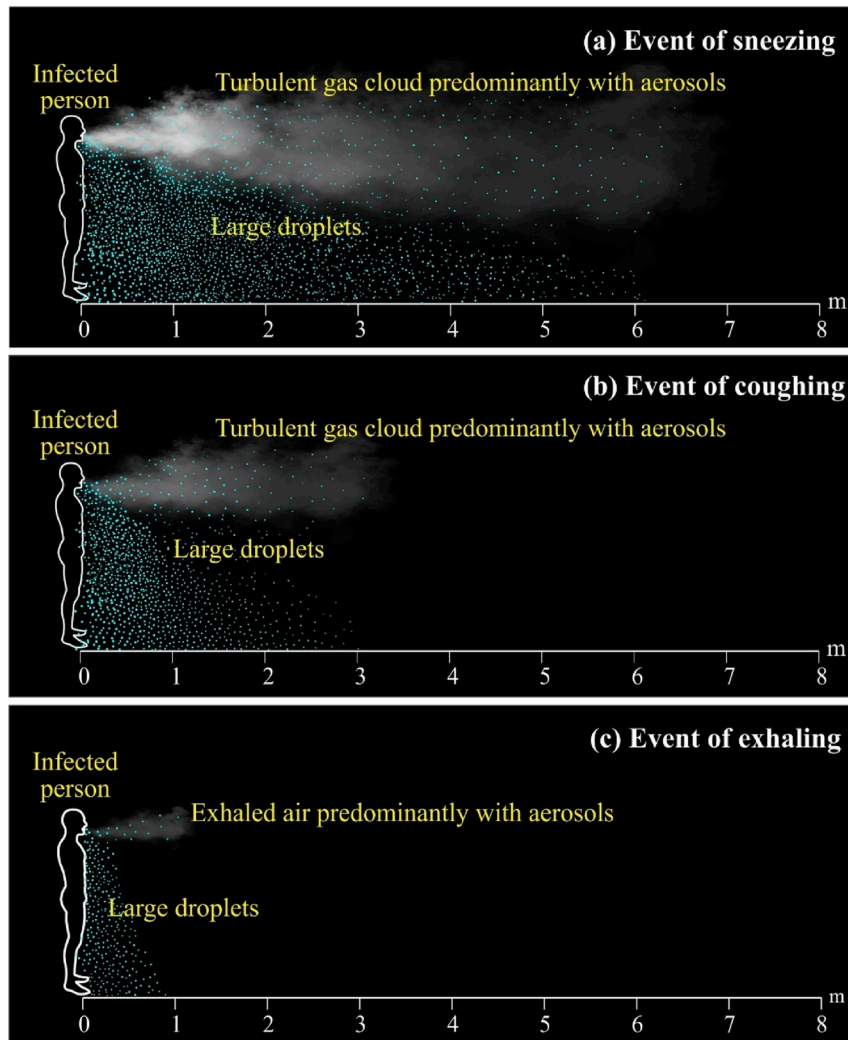 (a) Event of sneezing
Infected
person
Turbulent gas cloud predominantly with aerosols
Large droplets
m
0 1 2 3 4 5 6 7 8
(b) Event of coughing
Infected
person
Turbulent gas cloud predominantly with aerosols
Large droplets
m
0 1 2 3 4 5 6 7 8
(c) Event of exhaling
Infected
person
Exhaled air predominantly with aerosols
Large droplets
m
0 1 2 3 4 5 6 7 8